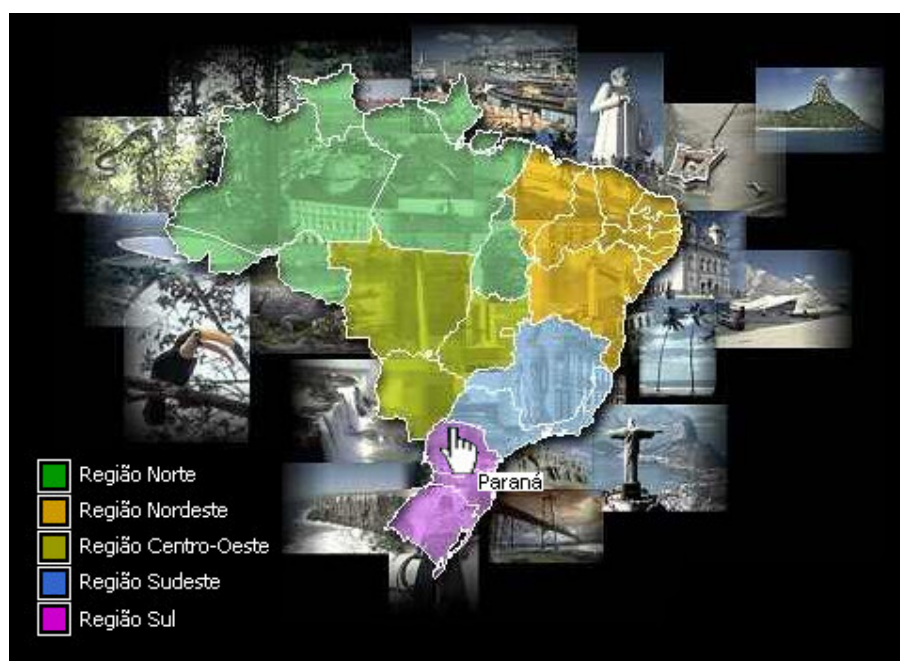 Paraná
Região Norte
Região Nordeste
Região Centro-Oeste
Região Sudeste
Região Sul